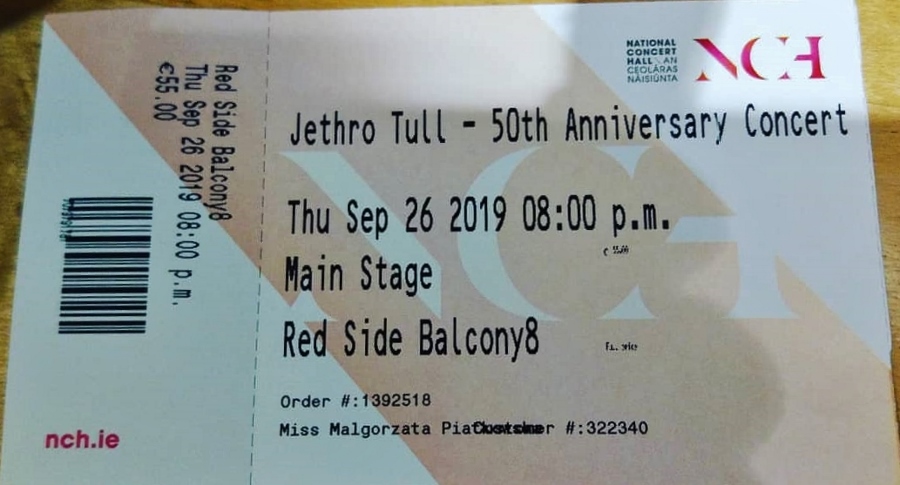 Red Side Balcony8
Thu Sep 26 2019 08:00 p.m.
€55.00
nch.ie
NATIONAL
CONCERT
HALL AN
CEOLÁRAS
NÁISIÚNTA
NCH
Jethro Tull - 50th Anniversary Concert
Thu Sep 26 2019 08:00 p.m.
Main Stage
Red Side Balcony8
Order #:1392518
Miss Malgorzata #:322340